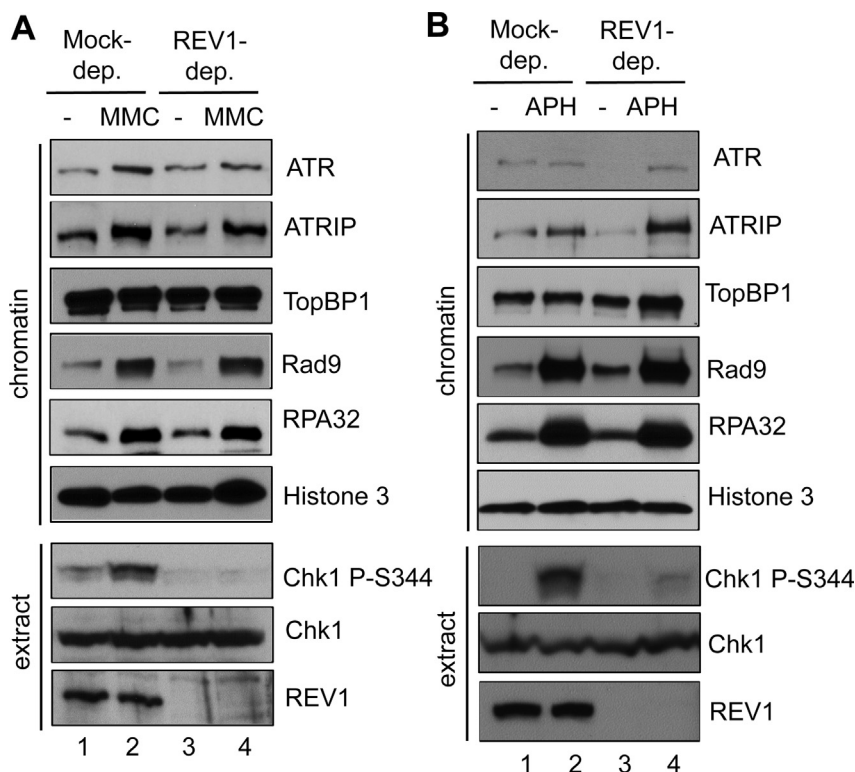 A
Mock-
dep.
REV1-
dep.
- MMC - MMC
chromatin
ATR
ATRIP
TopBP1
Rad9
RPA32
Histone 3
extract
Chk1 P-S344
Chk1
REV1
1 2 3 4
B
Mock-
dep.
REV1-
dep.
- APH - APH
chromatin
ATR
ATRIP
TopBP1
Rad9
RPA32
Histone 3
extract
Chk1 P-S344
Chk1
REV1
1 2 3 4